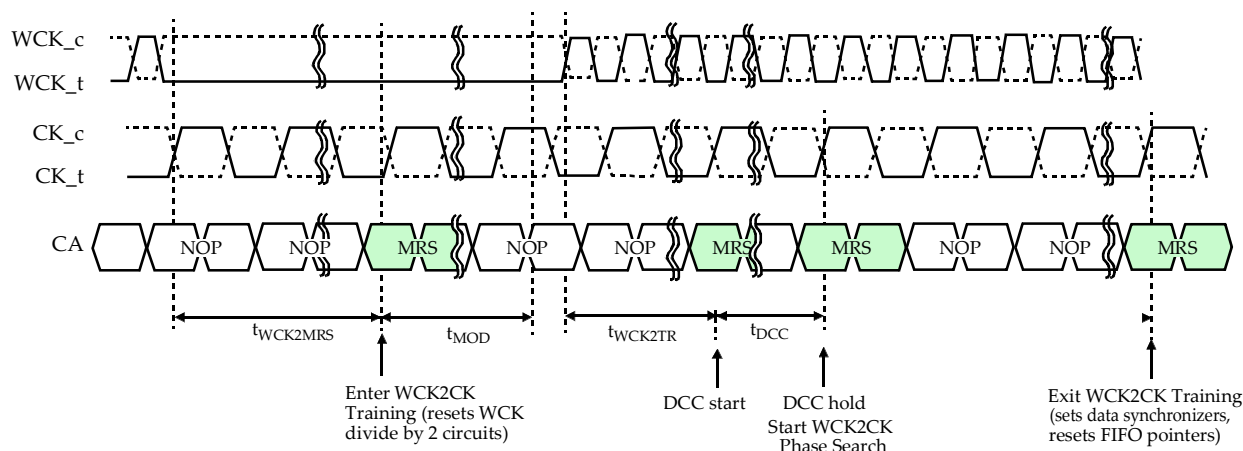 WCK_c
WCK_t
CK_c
CK_t
CA
NOP NOP MRS NOP NOP MRS MRS NOP NOP MRS
tWCK2MRS tMOD tWCK2TR tDCC
Enter WCK2CK
Training (resets WCK
divide by 2 circuits)
DCC start
DCC hold
Start WCK2CK
Phase Search
Exit WCK2CK Training
(sets data synchronizers,
resets FIFO pointers)